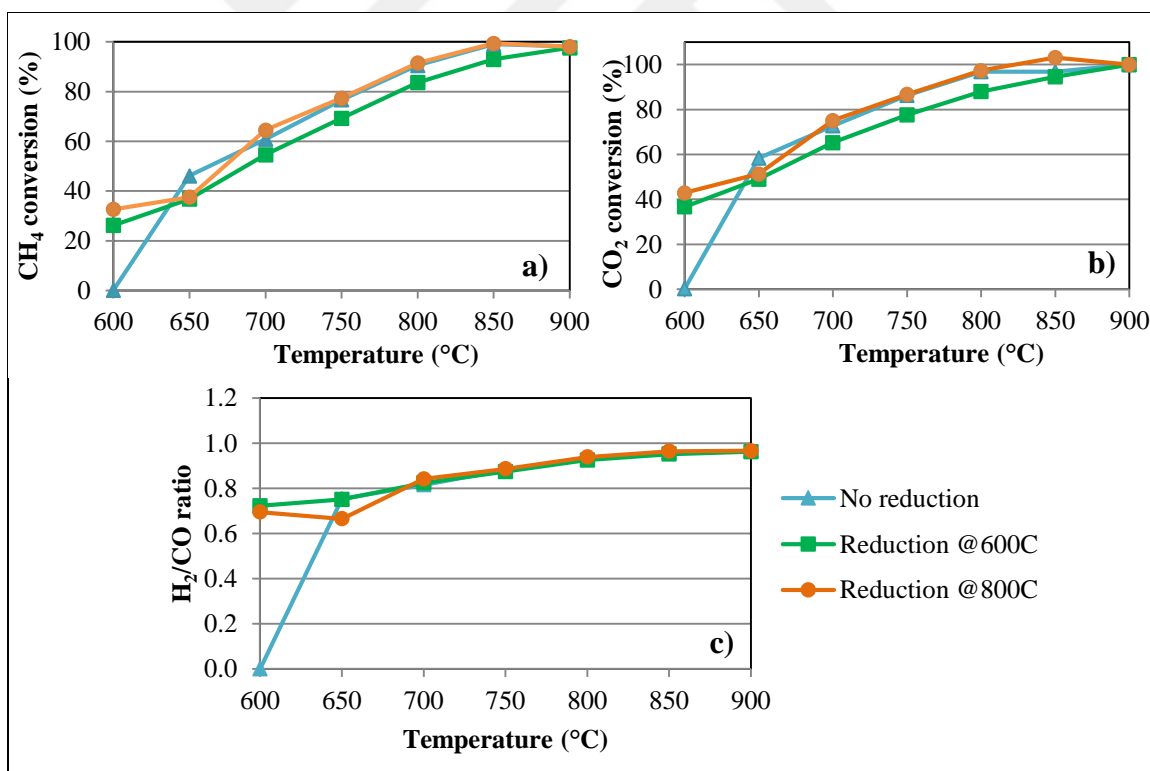 CH₄ conversion (%)
100
80
60
40
20
0
600 650 700 750 800 850 900
Temperature (°C)
a)
CO₂ conversion (%)
100
80
60
40
20
0
600 650 700 750 800 850 900
Temperature (°C)
b)
H₂/CO ratio
1.2
1.0
0.8
0.6
0.4
0.2
0.0
600 650 700 750 800 850 900
Temperature (°C)
c)
No reduction
Reduction @600C
Reduction @800C